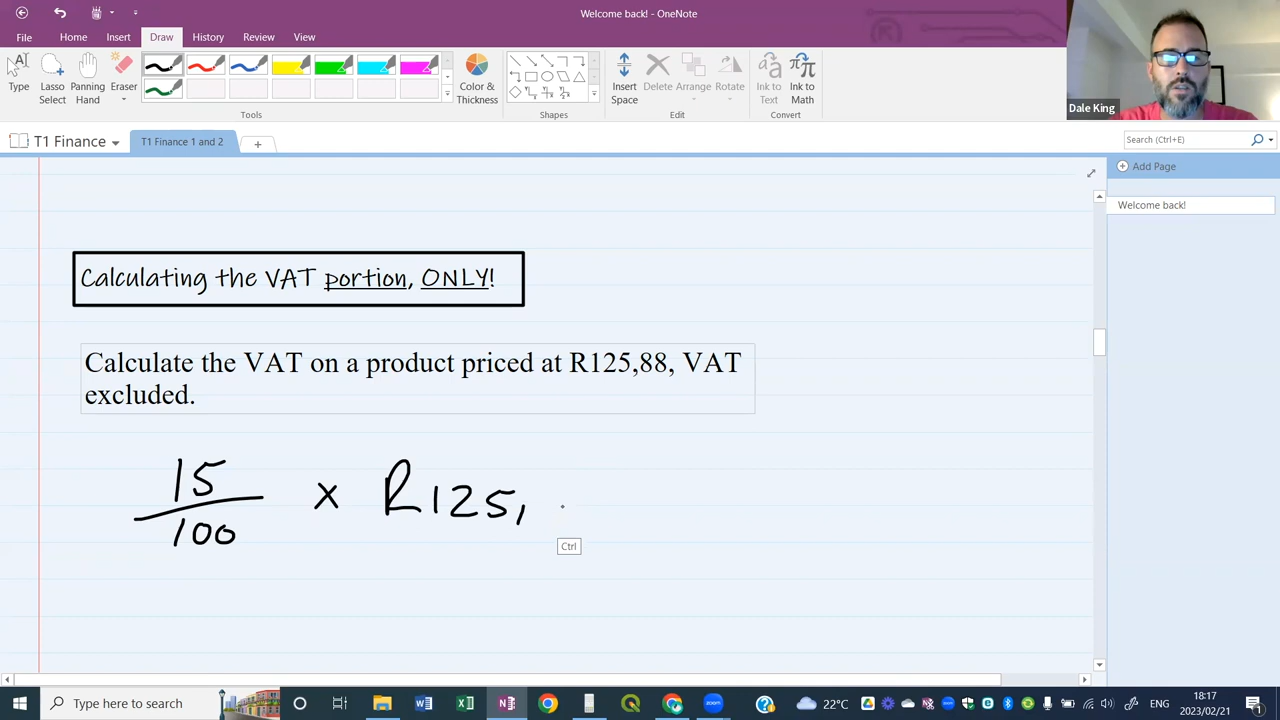 Welcome back! - OneNote
File Home Insert Draw History Review View
Dale King
Type
Lasso Select
Panning Hand
Eraser
Color & Thickness
Insert Space
Delete
Arrange
Rotate
Ink to Text
Ink to Math
Tools
Shapes
Edit
Convert
T1 Finance
T1 Finance 1 and 2
+
Search (Ctrl+E)
Add Page
Welcome back!
Calculating the VAT portion, ONLY!
Calculate the VAT on a product priced at R125,88, VAT
excluded.
15
100
x R125,
Ctrl
Type here to search
22°C
ENG
18:17
2023/02/21